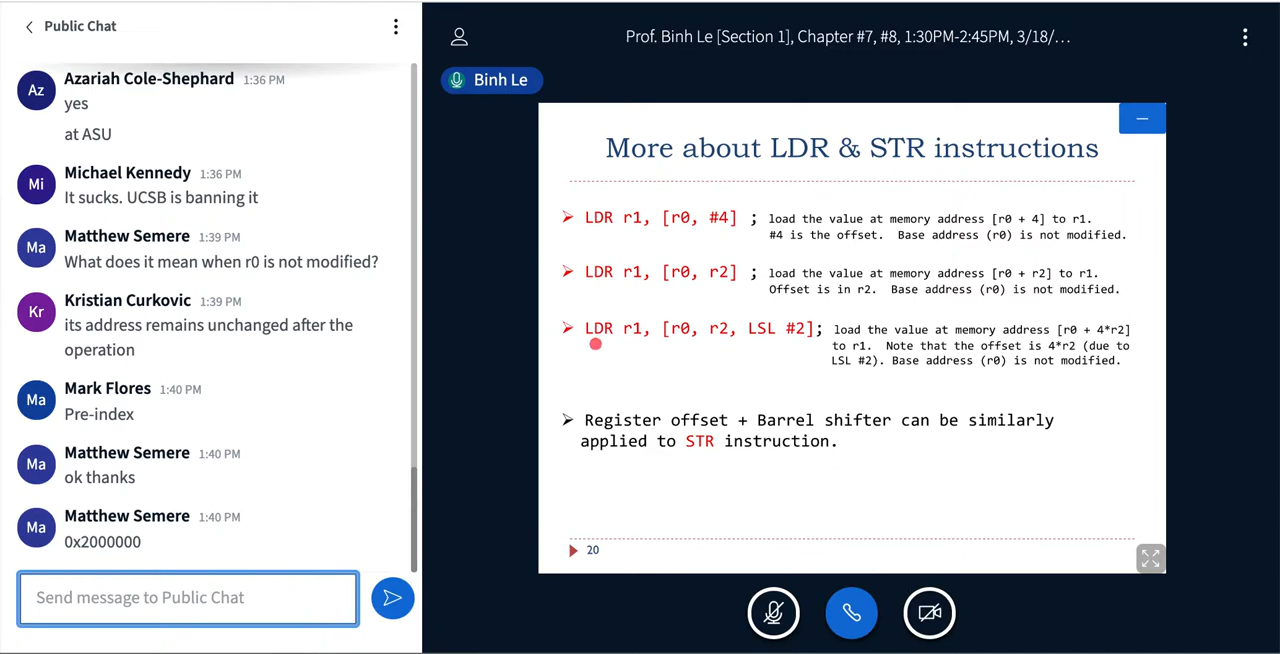 Public Chat
Az
Azariah Cole-Shephard 1:36 PM
yes
at ASU
Mi
Michael Kennedy 1:36 PM
It sucks. UCSB is banning it
Ma
Matthew Semere 1:39 PM
What does it mean when r0 is not modified?
Kr
Kristian Curkovic 1:39 PM
its address remains unchanged after the
operation
Ma
Mark Flores 1:40 PM
Pre-index
Ma
Matthew Semere 1:40 PM
ok thanks
Ma
Matthew Semere 1:40 PM
0x2000000
Send message to Public Chat
Prof. Binh Le [Section 1], Chapter #7, #8, 1:30PM-2:45PM, 3/18/…
Binh Le
More about LDR & STR instructions
LDR r1, [r0, #4] ; load the value at memory address [r0 + 4] to r1.
#4 is the offset. Base address (r0) is not modified.
LDR r1, [r0, r2] ; load the value at memory address [r0 + r2] to r1.
Offset is in r2. Base address (r0) is not modified.
LDR r1, [r0, r2, LSL #2]; load the value at memory address [r0 + 4*r2]
to r1. Note that the offset is 4*r2 (due to
LSL #2). Base address (r0) is not modified.
Register offset + Barrel shifter can be similarly
applied to STR instruction.
20